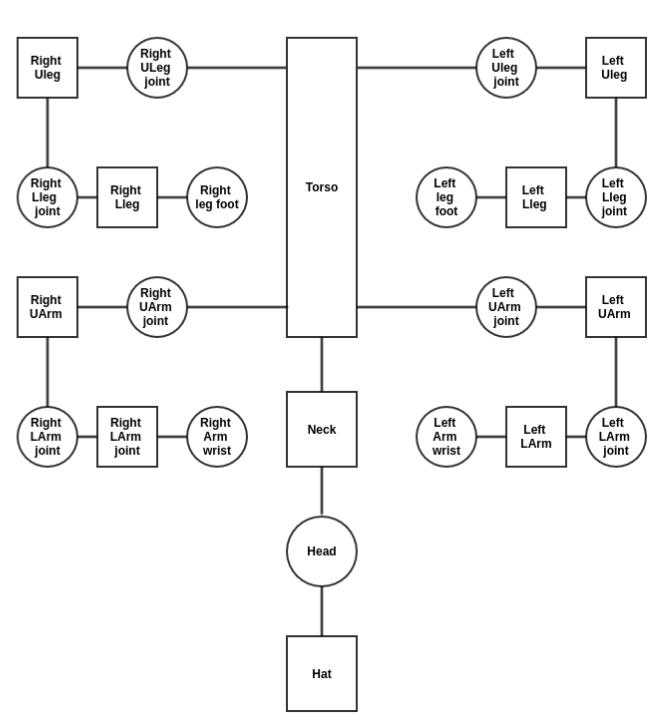 Right
Uleg
Right
ULeg
joint
Left
Uleg
joint
Left
Uleg
Torso
Right
Lleg
joint
Right
Lleg
Right
leg foot
Left
leg
foot
Left
Lleg
Left
Lleg
joint
Right
UArm
Right
UArm
joint
Left
UArm
joint
Left
UArm
Right
LArm
joint
Right
LArm
joint
Right
Arm
wrist
Neck
Left
Arm
wrist
Left
LArm
Left
LArm
joint
Head
Hat